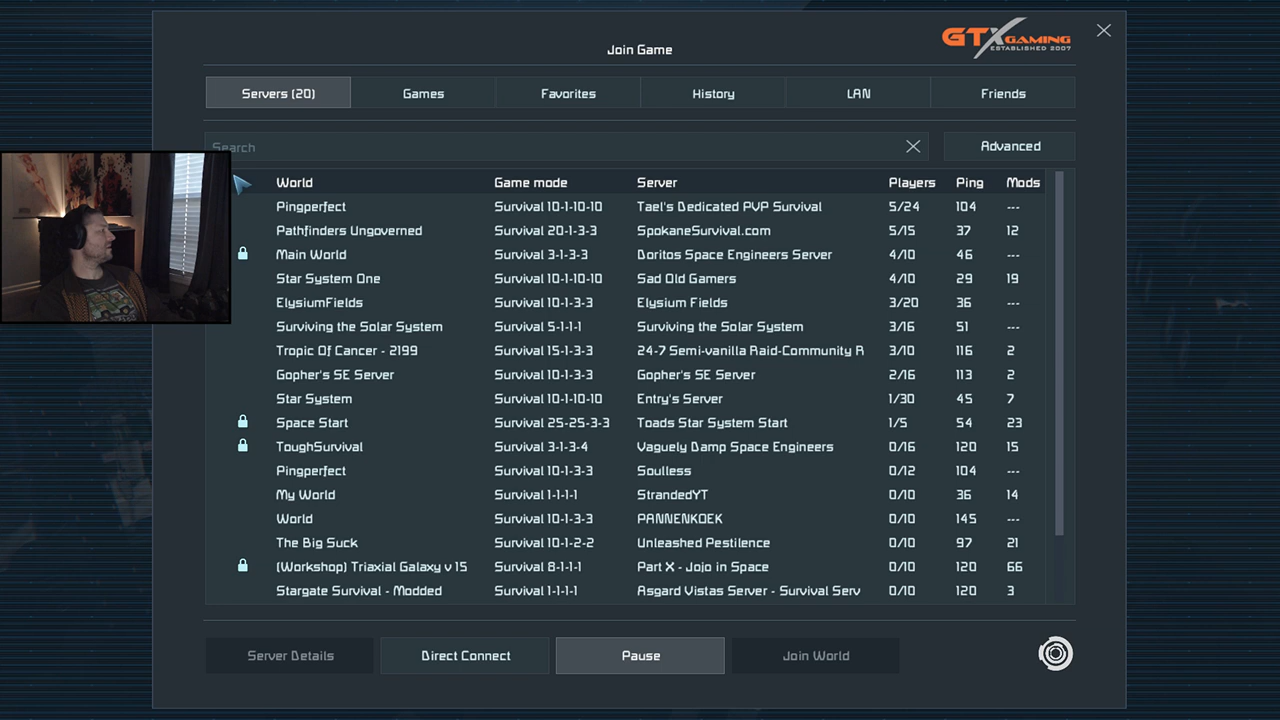 GTXGAMING
ESTABLISHED 2007
Join Game
Servers (20) Games Favorites History LAN Friends
Search Advanced
World Game mode Server Players Ping Mods
Pingperfect Survival 10-1-10-10 Tael's Dedicated PVP Survival 5/24 104 ---
Pathfinders Ungoverned Survival 20-1-3-3 SpokaneSurvival.com 5/15 37 12
Main World Survival 3-1-3-3 Doritos Space Engineers Server 4/10 46 ---
Star System One Survival 10-1-10-10 Sad Old Gamers 4/10 29 19
ElysiumFields Survival 10-1-3-3 Elysium Fields 3/20 36 ---
Surviving the Solar System Survival 5-1-1-1 Surviving the Solar System 3/16 51 ---
Tropic Of Cancer - 2199 Survival 15-1-3-3 24-7 Semi-vanilla Raid-Community R 3/10 116 2
Gopher's SE Server Survival 10-1-3-3 Gopher's SE Server 2/16 113 2
Star System Survival 10-1-10-10 Entry's Server 1/30 45 7
Space Start Survival 25-25-3-3 Toads Star System Start 1/5 54 23
ToughSurvival Survival 3-1-3-4 Vaguely Damp Space Engineers 0/16 120 15
Pingperfect Survival 10-1-3-3 Soulless 0/12 104 ---
My World Survival 1-1-1-1 StrandedYT 0/10 36 14
World Survival 10-1-3-3 PANNENKOEK 0/10 145 ---
The Big Suck Survival 10-1-2-2 Unleashed Pestilence 0/10 97 21
(Workshop) Triaxial Galaxy v 15 Survival 8-1-1-1 Part X - Jojo in Space 0/10 120 66
Stargate Survival - Modded Survival 1-1-1-1 Asgard Vistas Server - Survival Serv 0/10 120 3
Server Details Direct Connect Pause Join World